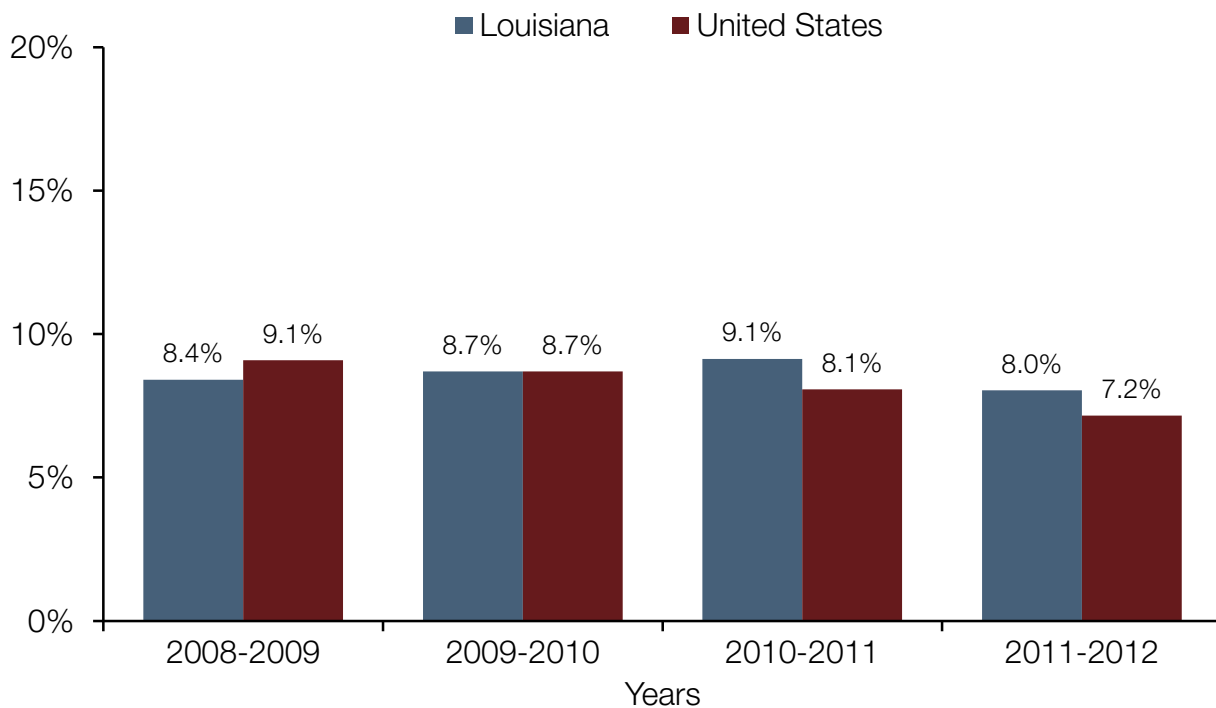 Louisiana United States
20%
15%
10%
5%
0%
8.4% 9.1% 8.7% 8.7% 9.1% 8.1% 8.0% 7.2%
2008-2009 2009-2010 2010-2011 2011-2012
Years